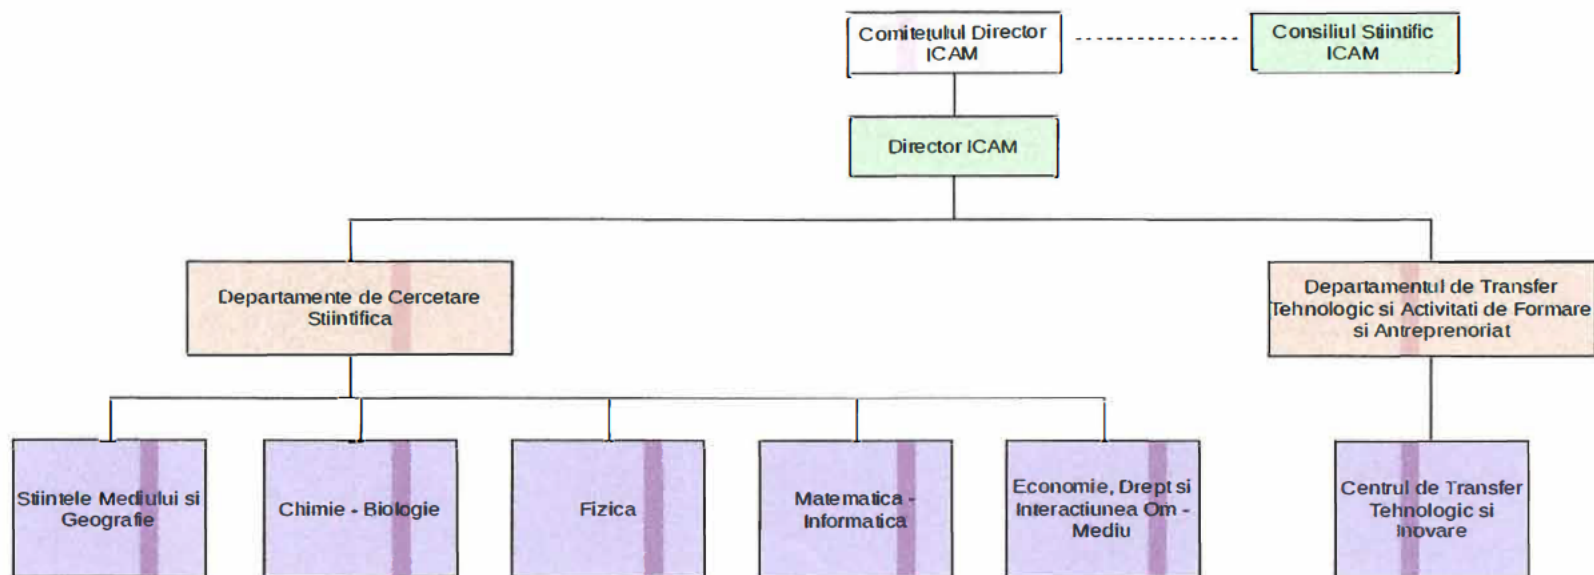 Comitetului Director
ICAM
Consiliul Stiintific
ICAM
Director ICAM
Departamente de Cercetare
Stiintifica
Departamentul de Transfer
Tehnologic si Activitati de Formare
si Antreprenoriat
Stiintele Mediului si
Geografie
Chimie - Biologie
Fizica
Matematica -
Informatica
Economie, Drept si
Interactiunea Om -
Mediu
Centrul de Transfer
Tehnologic si
Inovare